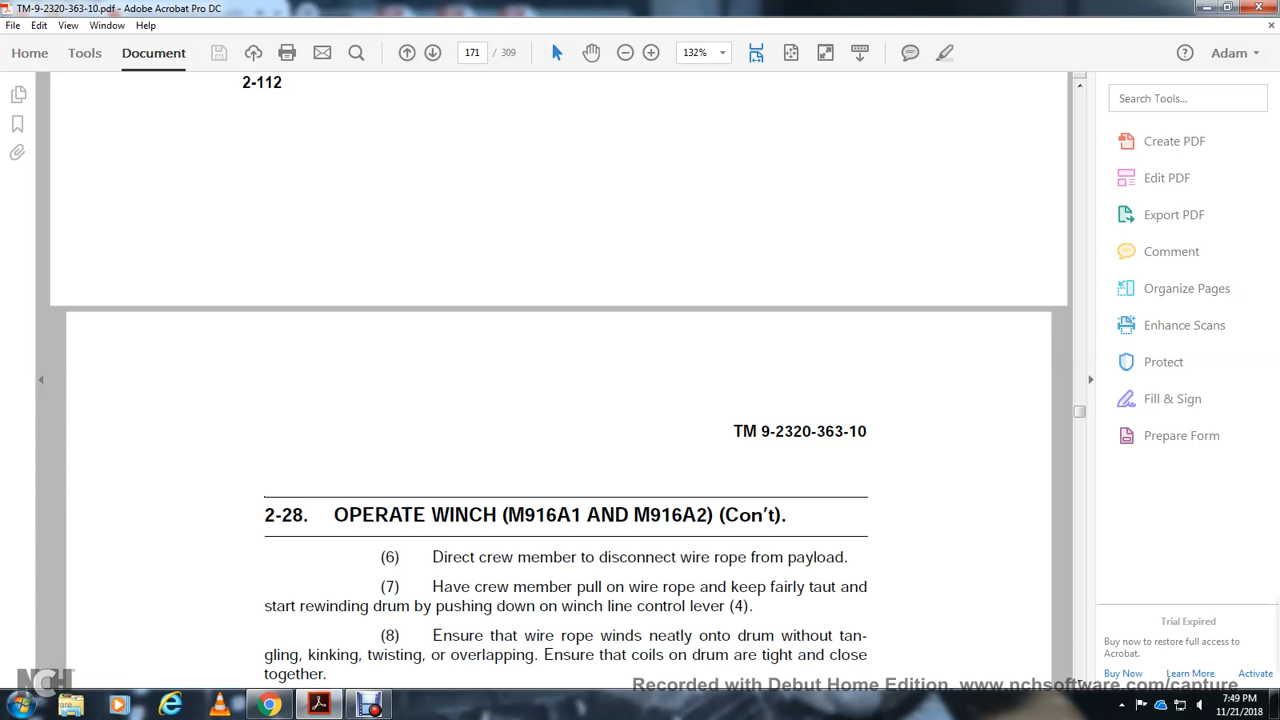 TM-9-2320-363-10.pdf - Adobe Acrobat Pro DC
File Edit View Window Help
Home Tools Document 171 / 309 132% Adam
2-112
TM 9-2320-363-10
2-28. OPERATE WINCH (M916A1 AND M916A2) (Con't).
(6) Direct crew member to disconnect wire rope from payload.
(7) Have crew member pull on wire rope and keep fairly taut and
start rewinding drum by pushing down on winch line control lever (4).
(8) Ensure that wire rope winds neatly onto drum without tan-
gling, kinking, twisting, or overlapping. Ensure that coils on drum are tight and close
together.
Search Tools...
Create PDF
Edit PDF
Export PDF
Comment
Organize Pages
Enhance Scans
Protect
Fill & Sign
Prepare Form
Trial Expired
Buy now to restore full access to
Acrobat.
Buy Now Learn More Activate
NCH
Recorded with Debut Home Edition. www.nchsoftware.com/capture
7:49 PM
11/21/2018